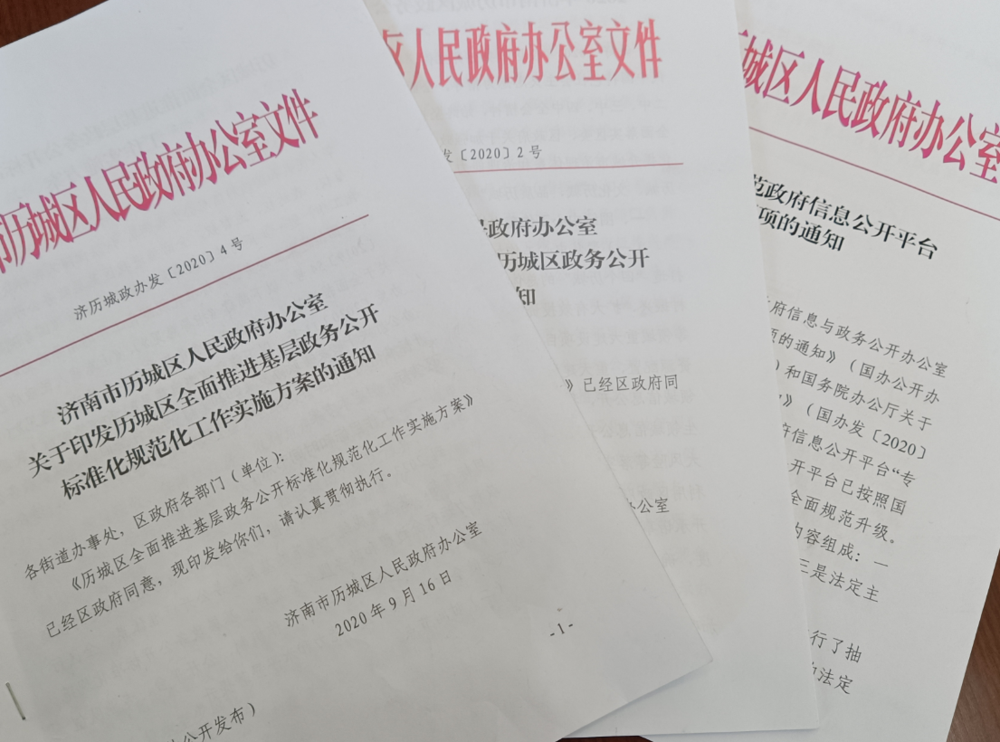 市历城区人民政府办公室文件
济历城政办发〔2020〕4号
济南市历城区人民政府办公室
关于印发历城区全面推进基层政务公开
标准化规范化工作实施方案的通知
各街道办事处，区政府各部门（单位）：
《历城区全面推进基层政务公开标准化规范化工作实施方案》
已经区政府同意，现印发给你们，请认真贯彻执行。
济南市历城区人民政府办公室
2020年9月16日
公开发布）
-1-
区人民政府办公室文件
发〔2020〕2号
民政府办公室
历城区政务公开
知
》已经区政府同
办公室
城区人民政府办公室
范政府信息公开平台
项的通知
府信息与政务公开办公室
项的通知》（国办公开办
）和国务院办公厅关于
》（国办发〔2020〕
府信息公开平台“专
开平台已按照国
全面规范升级。
内容组成：一
三是法定主
行了抽
的法定